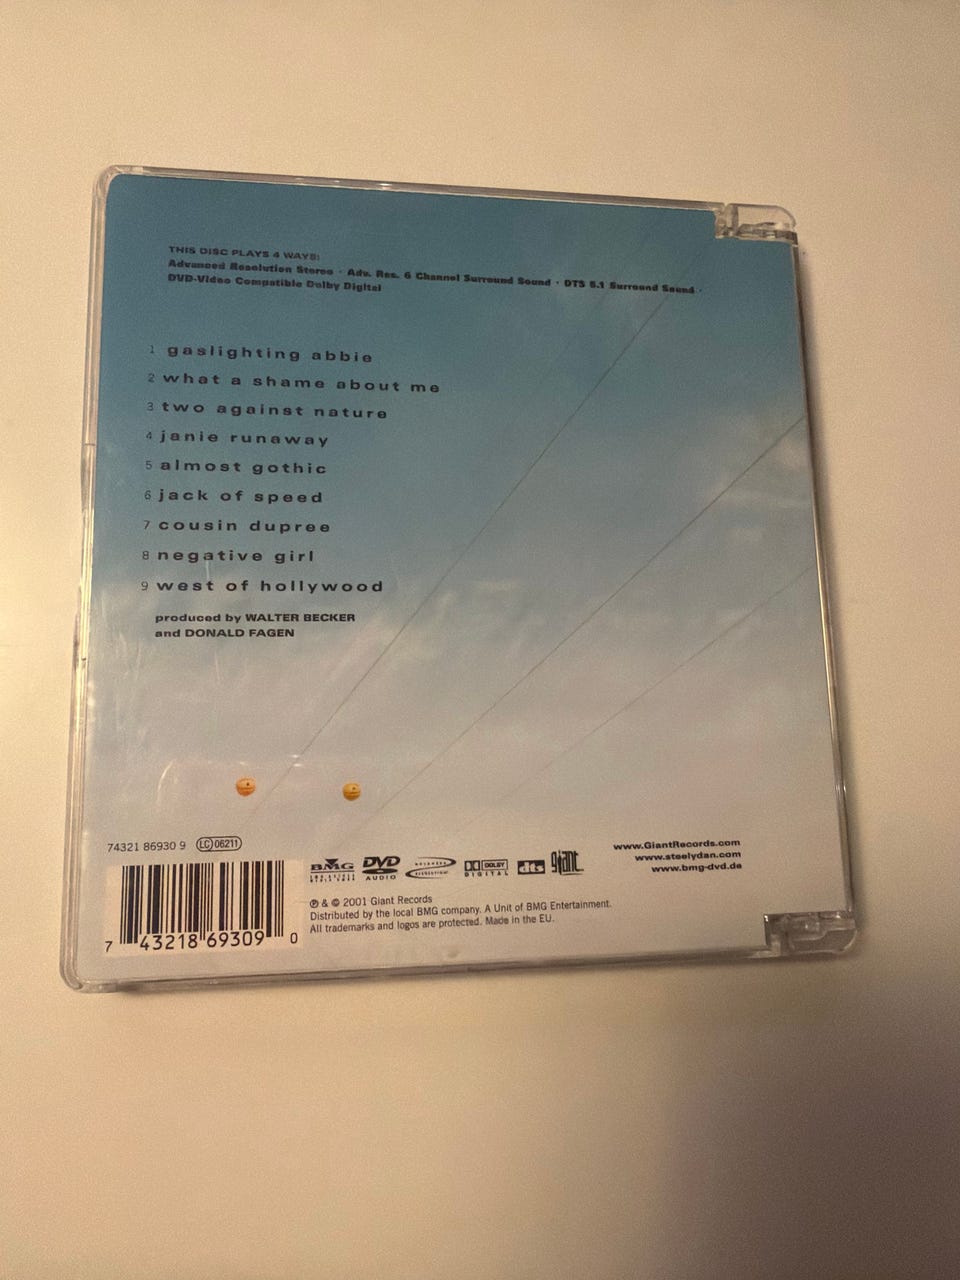 THIS DISC PLAYS 4 WAYS:
Advanced Resolution Stereo · Adv. Res. 6 Channel Surround Sound · DTS 5.1 Surround Sound ·
DVD-Video Compatible Dolby Digital
1 gaslighting abbie
2 what a shame about me
3 two against nature
4 janie runaway
5 almost gothic
6 jack of speed
7 cousin dupree
8 negative girl
9 west of hollywood
produced by WALTER BECKER
and DONALD FAGEN
74321 86930 9 LC 06211
7 43218 69309 0
BMG
DVD
AUDIO
ADVANCED
RESOLUTION
DOLBY
DIGITAL
dts
giant
℗ & © 2001 Giant Records
Distributed by the local BMG company. A Unit of BMG Entertainment.
All trademarks and logos are protected. Made in the EU.
www.GiantRecords.com
www.steelydan.com
www.bmg-dvd.de